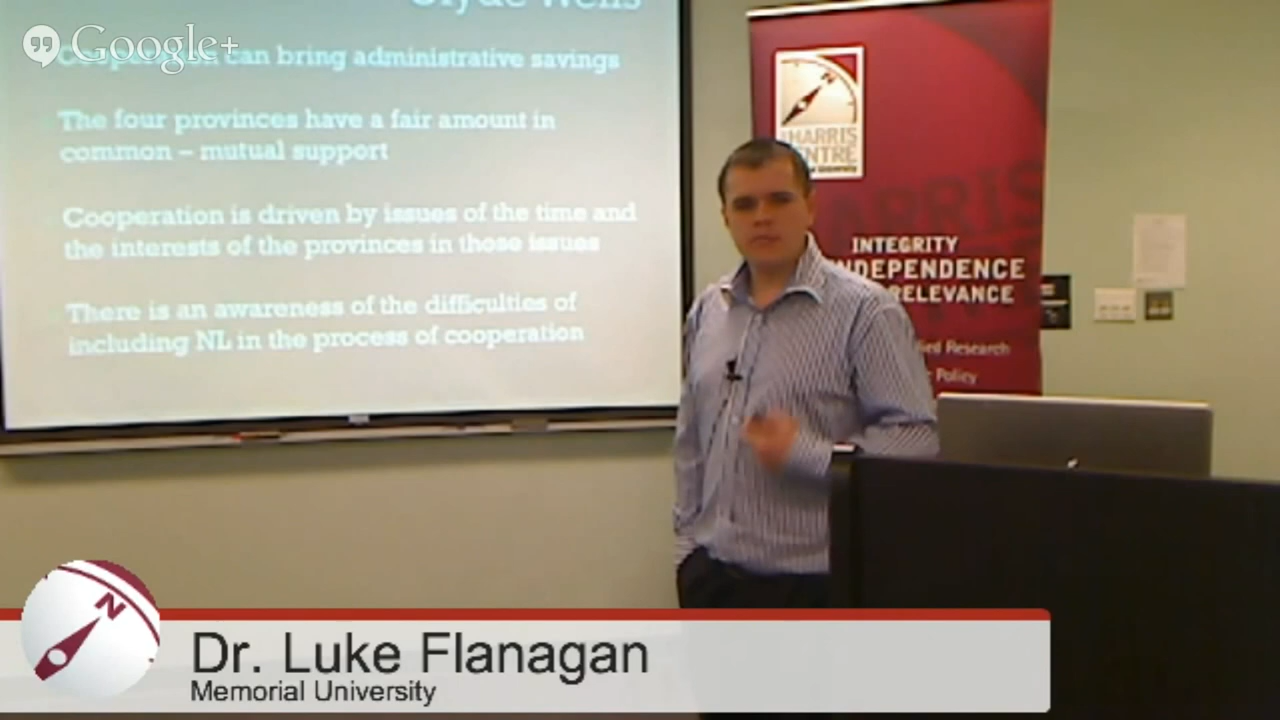 Clyde Wells
Google+
Cooperation can bring administrative savings
The four provinces have a fair amount in
common – mutual support
Cooperation is driven by issues of the time and
the interests of the provinces in those issues
There is an awareness of the difficulties of
including NL in the process of cooperation
HARRIS
CENTRE
HARRIS
INTEGRITY
INDEPENDENCE
RELEVANCE
Research
Policy
N
Dr. Luke Flanagan
Memorial University